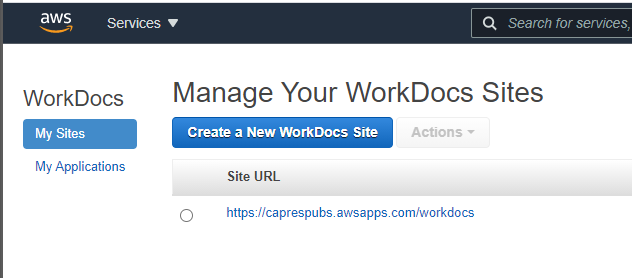 aws
Services
Search for services,
WorkDocs
Manage Your WorkDocs Sites
My Sites
Create a New WorkDocs Site
Actions
My Applications
Site URL
https://caprespubs.awsapps.com/workdocs